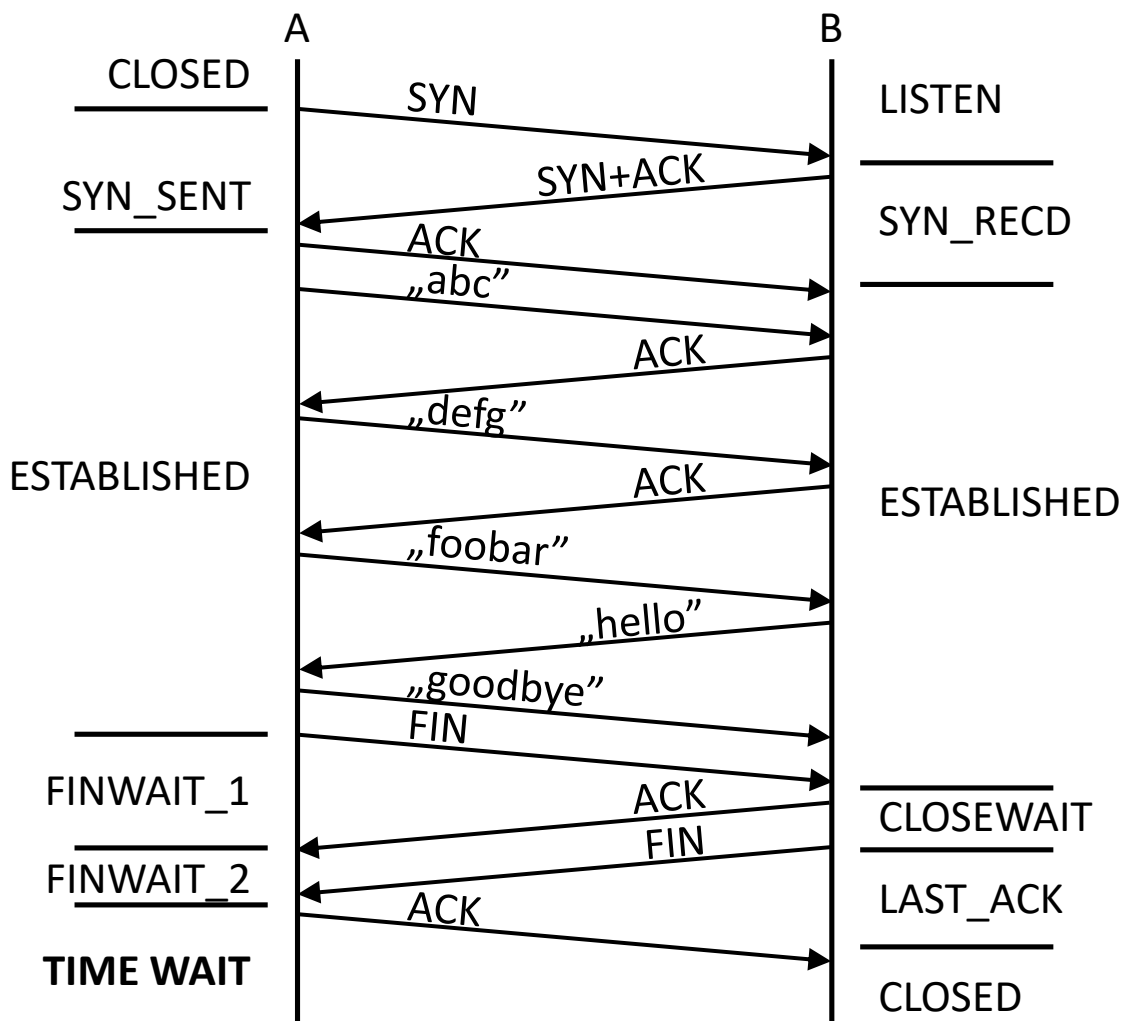 A
B
CLOSED
SYN
LISTEN
SYN+ACK
SYN_SENT
SYN_RECD
ACK
„abc”
ACK
„defg”
ESTABLISHED
ACK
ESTABLISHED
„foobar”
„hello”
„goodbye”
FIN
FINWAIT_1
ACK
CLOSEWAIT
FIN
FINWAIT_2
ACK
LAST_ACK
TIME WAIT
CLOSED